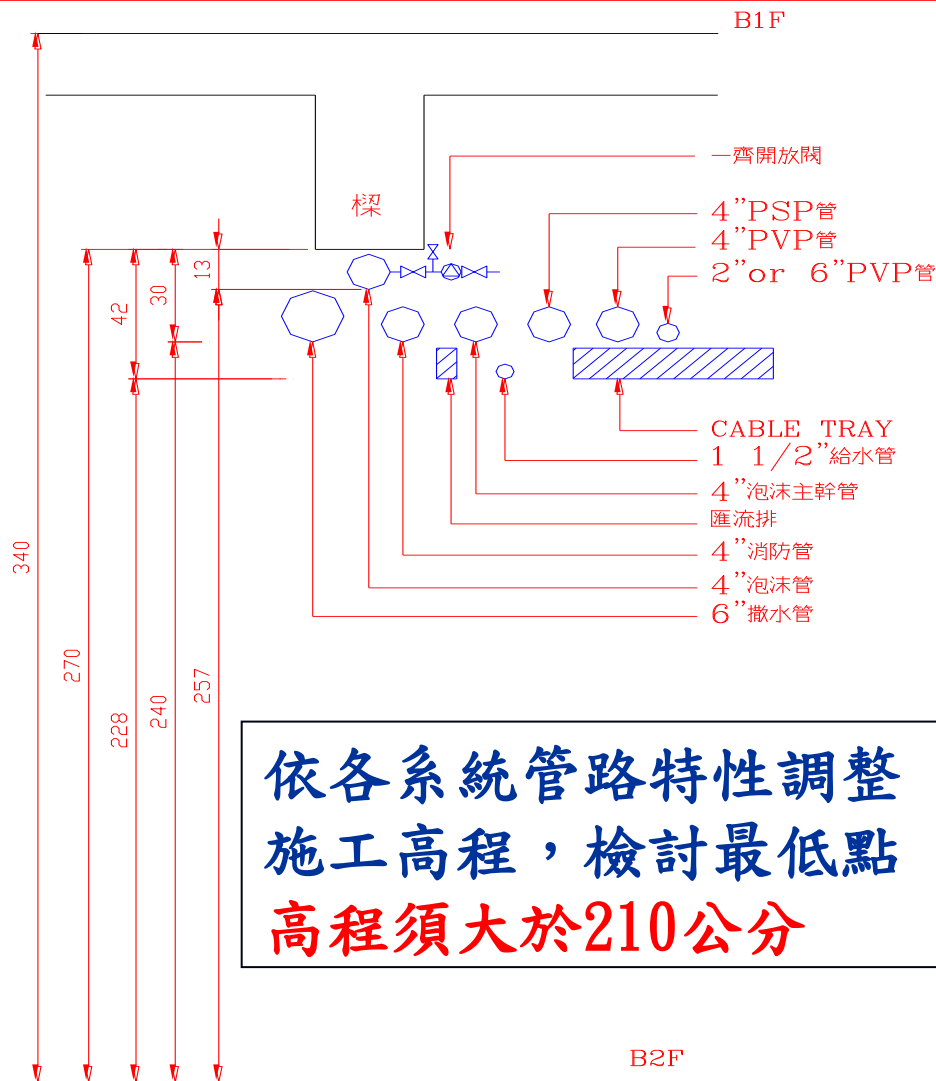 B1F
一齊開放閥
樑
4"PSP管
4"PVP管
2"or 6"PVP管
13
30
42
CABLE TRAY
1 1/2"給水管
4"泡沫主幹管
匯流排
4"消防管
4"泡沫管
6"撒水管
340
270
228
240
257
依各系統管路特性調整
施工高程，檢討最低點
高程須大於210公分
B2F